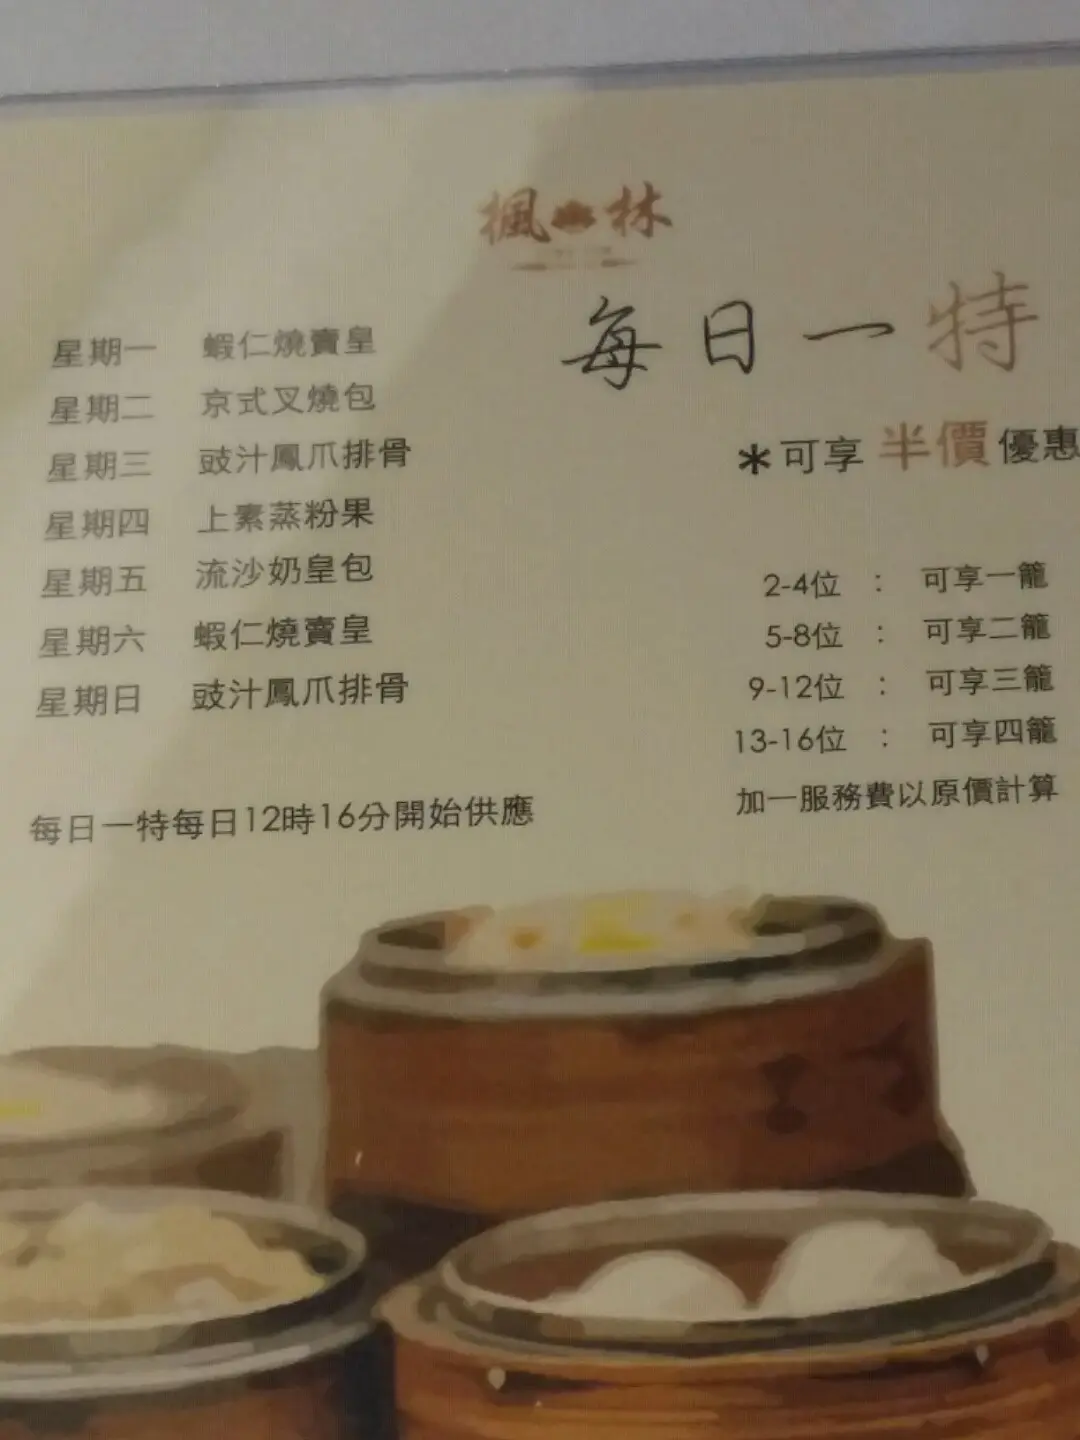 楓林
每日一特
*可享半價優惠
星期一 蝦仁燒賣皇
星期二 京式叉燒包
星期三 豉汁鳳爪排骨
星期四 上素蒸粉果
星期五 流沙奶皇包
星期六 蝦仁燒賣皇
星期日 豉汁鳳爪排骨
每日一特每日12時16分開始供應
2-4位 : 可享一籠
5-8位 : 可享二籠
9-12位 : 可享三籠
13-16位 : 可享四籠
加一服務費以原價計算